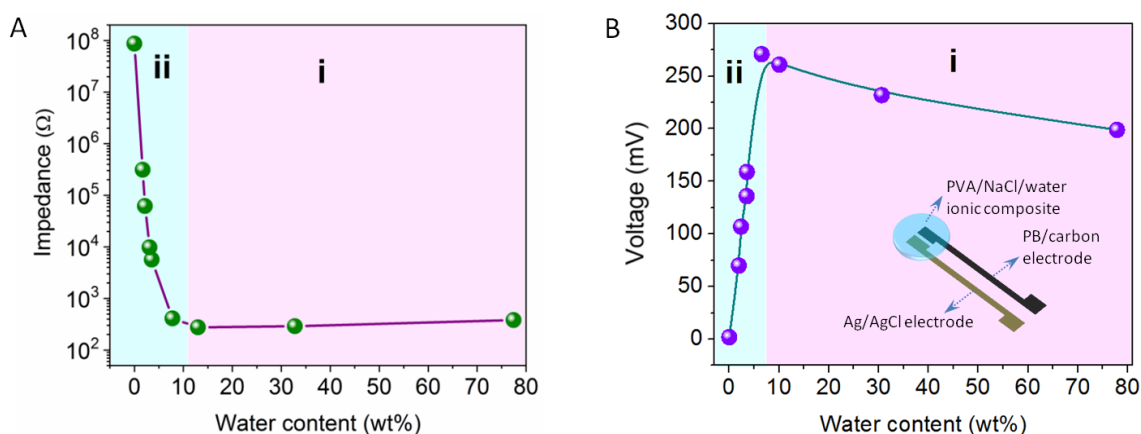 A
Impedance (Ω)
10⁸
10⁷
10⁶
10⁵
10⁴
10³
10²
ii
i
0 10 20 30 40 50 60 70 80
Water content (wt%)
B
Voltage (mV)
300
250
200
150
100
50
0
ii
i
PVA/NaCl/water
ionic composite
PB/carbon
electrode
Ag/AgCl electrode
0 10 20 30 40 50 60 70 80
Water content (wt%)